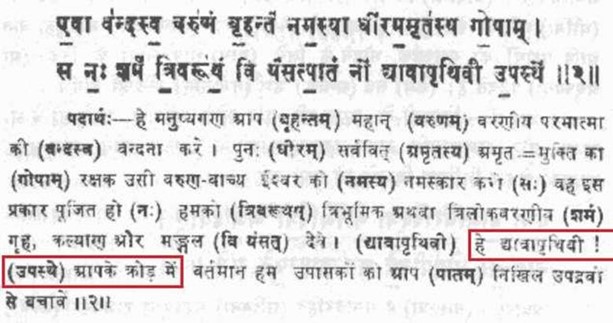 एवा वन्दस्व वरुणं बृहन्तं नमस्या धीरममृतस्य गोपाम् ।
स नः शर्म त्रिवरूथं वि यंसत्पातं नो द्यावापृथिवी उपस्थे ॥२॥
पदार्थः—हे मनुष्यगण आप (बृहन्तम्) महान् (वरुणम्) वरणीय परमात्मा
की (वन्दस्व) वन्दना करें । पुनः (धीरम्) सर्ववित् (अमृतस्य) अमृत=मुक्ति का
(गोपाम्) रक्षक उसी वरुण-वाच्य ईश्वर को (नमस्य) नमस्कार करो। (सः) वह इस
प्रकार पूजित हो (नः) हमको (त्रिवरूथम्) त्रिभूमिक अथवा त्रिलोकवरणीय (शर्म)
गृह, कल्याण और मङ्गल (वि यंसत्) देवे । (द्यावापृथिवी) हे द्यावापृथिवी !
(उपस्थे) आपके क्रोड़ में वर्तमान हम उपासकों को आप (पातम्) निखिल उपद्रवों
से बचावें ॥२॥